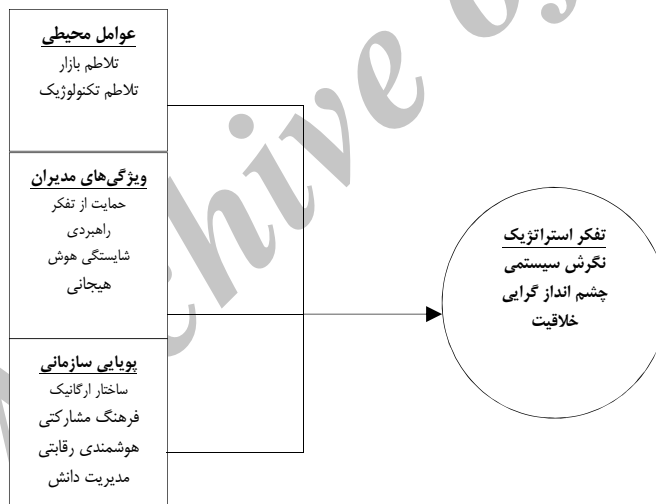 عوامل محیطی
تلاطم بازار
تلاطم تکنولوژیک
ویژگی‌های مدیران
حمایت از تفکر
راهبردی
شایستگی هوش
هیجانی
پویایی سازمانی
ساختار ارگانیک
فرهنگ مشارکتی
هوشمندی رقابتی
مدیریت دانش
تفکر استراتژیک
نگرش سیستمی
چشم انداز گرایی
خلاقیت